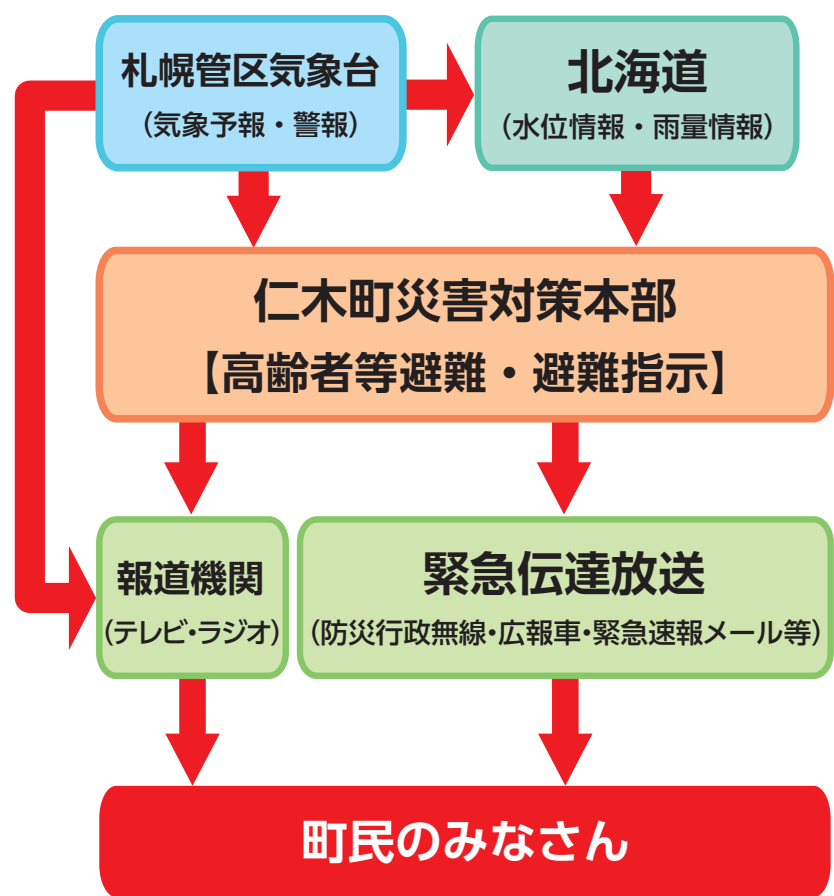 札幌管区気象台
（気象予報・警報）
北海道
（水位情報・雨量情報）
仁木町災害対策本部
【高齢者等避難・避難指示】
報道機関
（テレビ・ラジオ）
緊急伝達放送
（防災行政無線・広報車・緊急速報メール等）
町民のみなさん